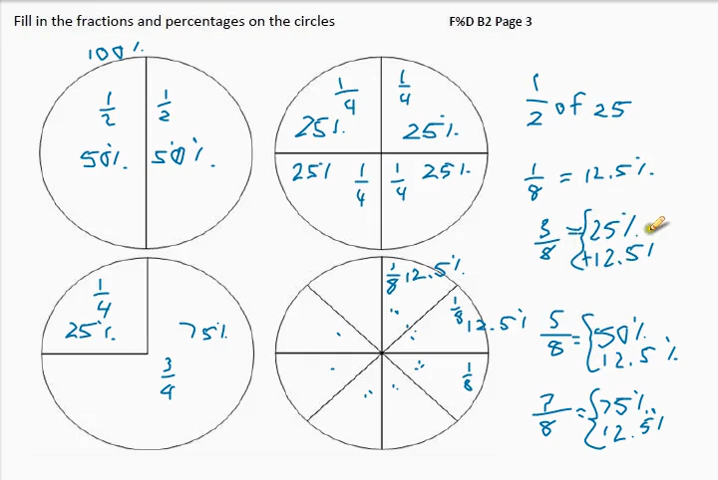 Fill in the fractions and percentages on the circles F%D B2 Page 3
100%
1/2 1/2
50% 50%
1/4 1/4
25% 25%
25% 1/4 1/4 25%
1/4
25% 75%
3/4
1/8 12.5%
1/8 12.5%
1/8
1/2 of 25
1/8 = 12.5%
3/8 = {25%
+12.5%
5/8 = {50%
12.5%
7/8 = {75%
12.5%